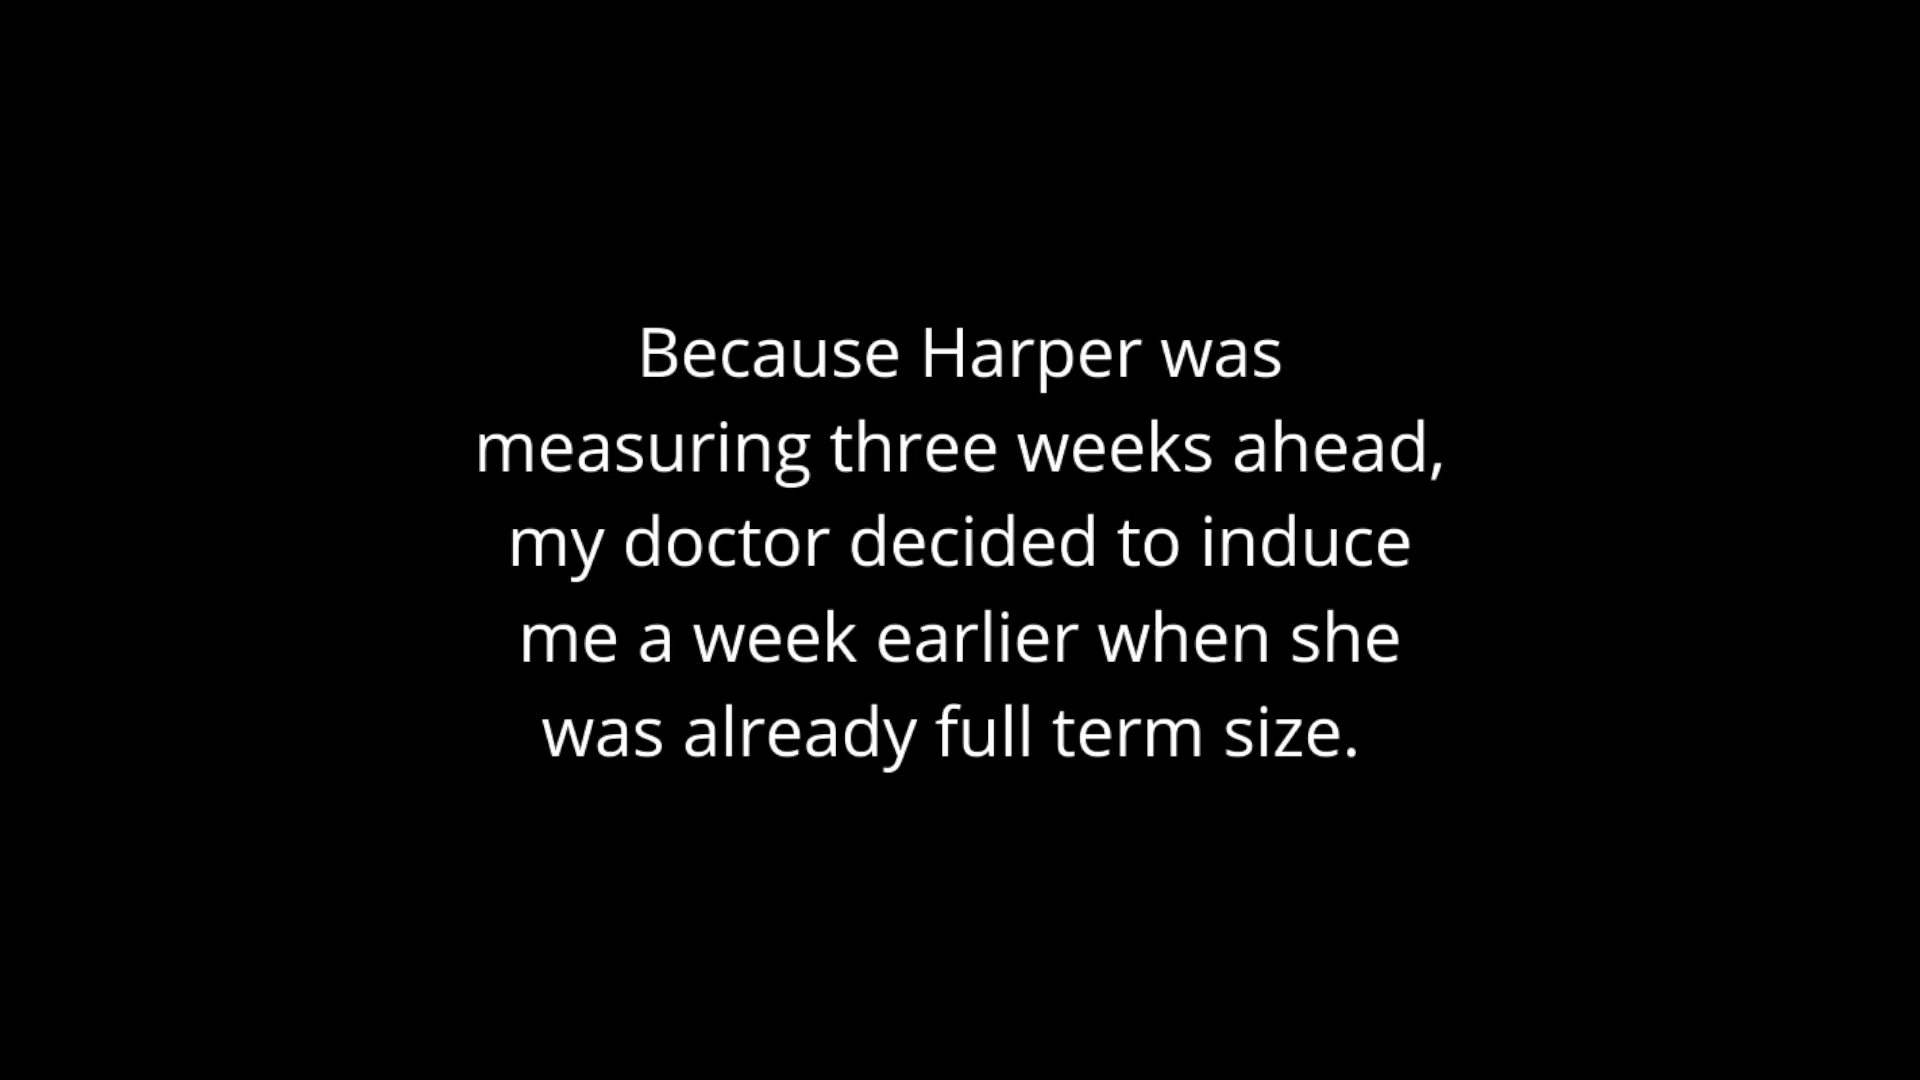 Because Harper was
measuring three weeks ahead,
my doctor decided to induce
me a week earlier when she
was already full term size.